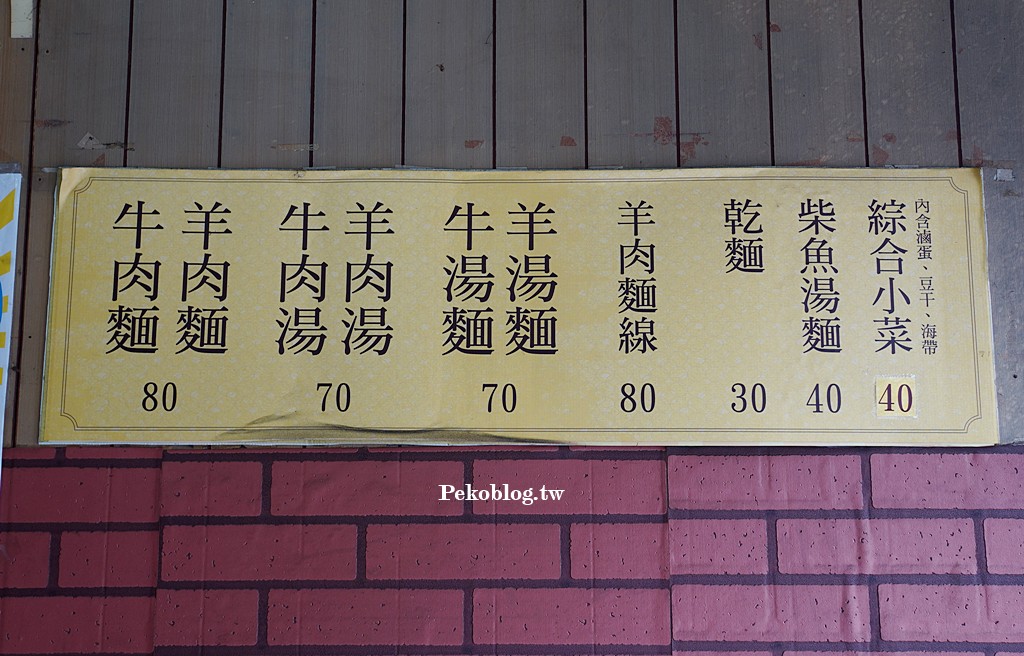 內含滷蛋、豆干、海帶
綜合小菜
40
柴魚湯麵
40
乾麵
30
羊肉麵線
80
羊湯麵
牛湯麵
70
羊肉湯
牛肉湯
70
羊肉麵
牛肉麵
80
Pekoblog.tw